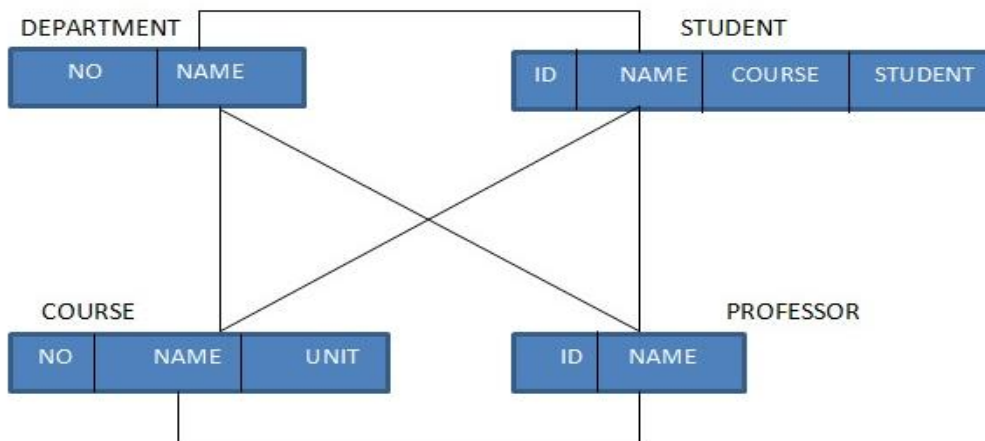 DEPARTMENT
NO NAME
STUDENT
ID NAME COURSE STUDENT
COURSE
NO NAME UNIT
PROFESSOR
ID NAME